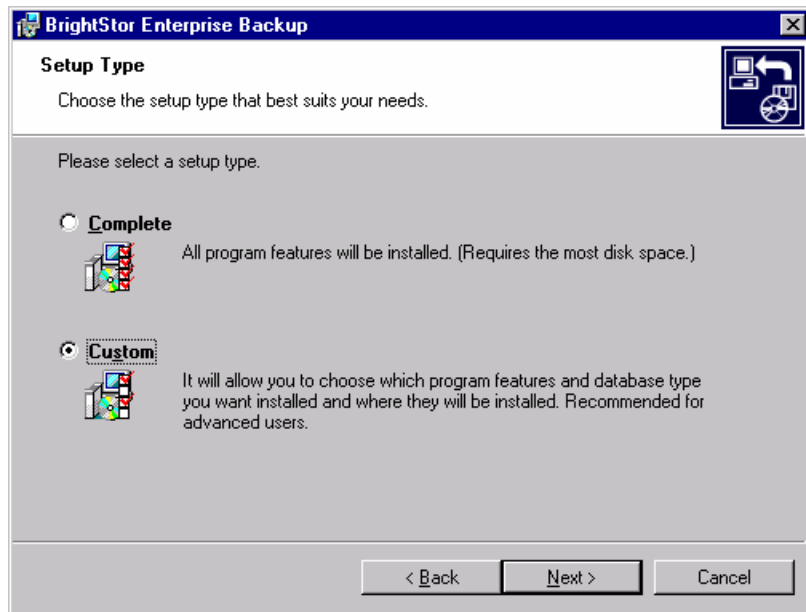 BrightStor Enterprise Backup
Setup Type
Choose the setup type that best suits your needs.
Please select a setup type.
Complete
All program features will be installed. (Requires the most disk space.)
Custom
It will allow you to choose which program features and database type
you want installed and where they will be installed. Recommended for
advanced users.
< Back
Next >
Cancel